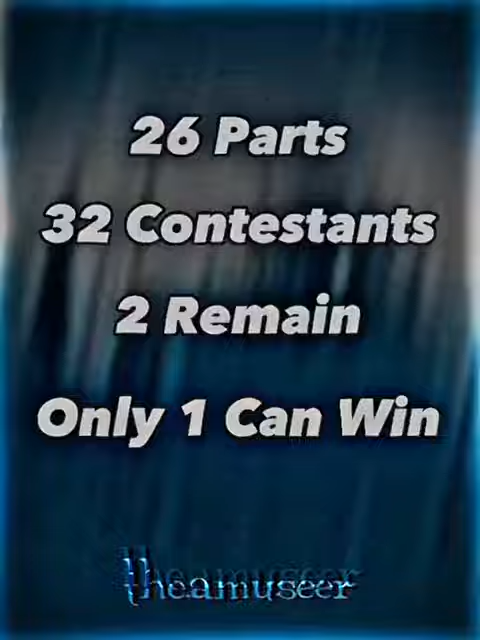 26 Parts
32 Contestants
2 Remain
Only 1 Can Win
theamuseer